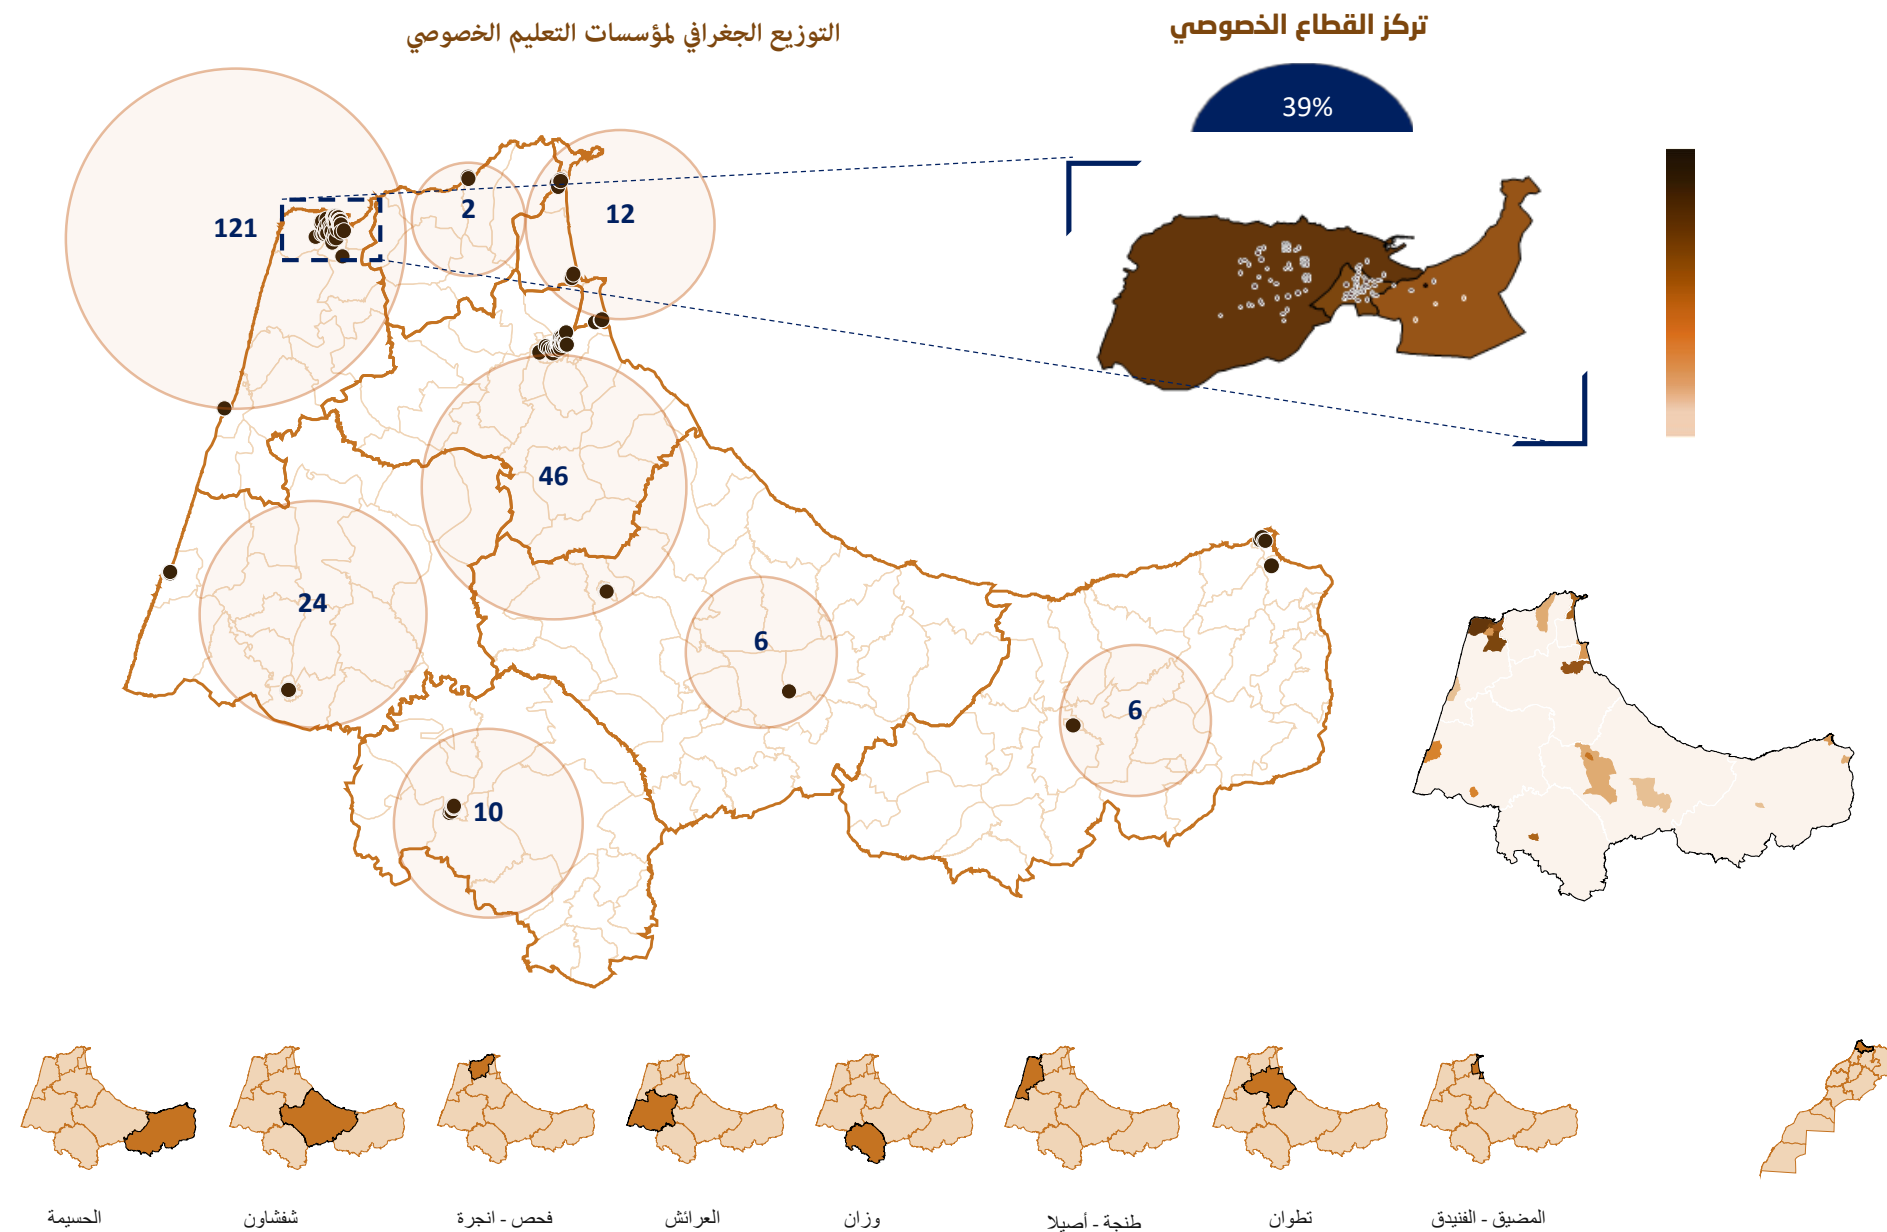 تركز القطاع الخصوصي
التوزيع الجغرافي لمؤسسات التعليم الخصوصي
39%
121
2
12
46
24
6
6
10
المضيق - الفنيدق
تطوان
طنجة - أصيلا
وزان
العرائش
فحص - انجرة
شفشاون
الحسيمة